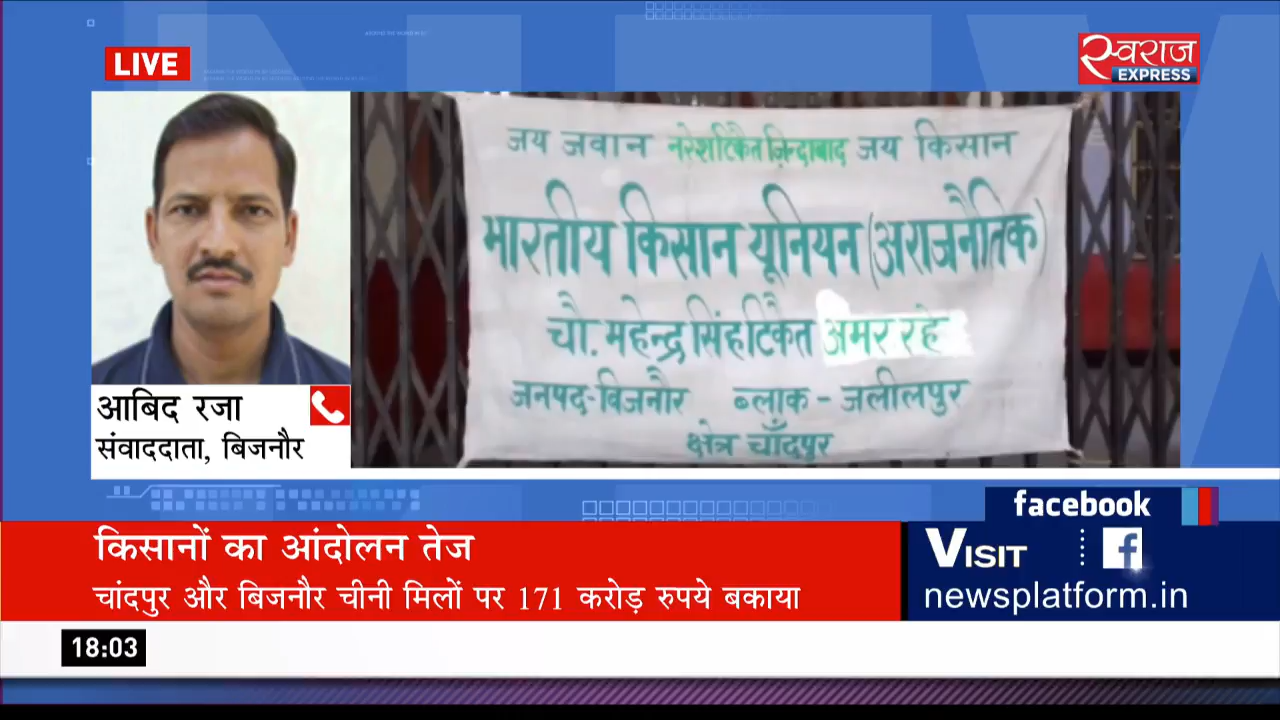 LIVE
स्वराज
EXPRESS
जय जवान नरेशटिकैत जिन्दाबाद जय किसान
भारतीय किसान यूनियन (अराजनैतिक)
चौ. महेन्द्र सिंह टिकैत अमर रहे
जनपद-बिजनौर ब्लाक - जलीलपुर
क्षेत्र चाँदपुर
आबिद रजा
संवाददाता, बिजनौर
facebook
किसानों का आंदोलन तेज
चांदपुर और बिजनौर चीनी मिलों पर 171 करोड़ रुपये बकाया
VISIT
newsplatform.in
18:03